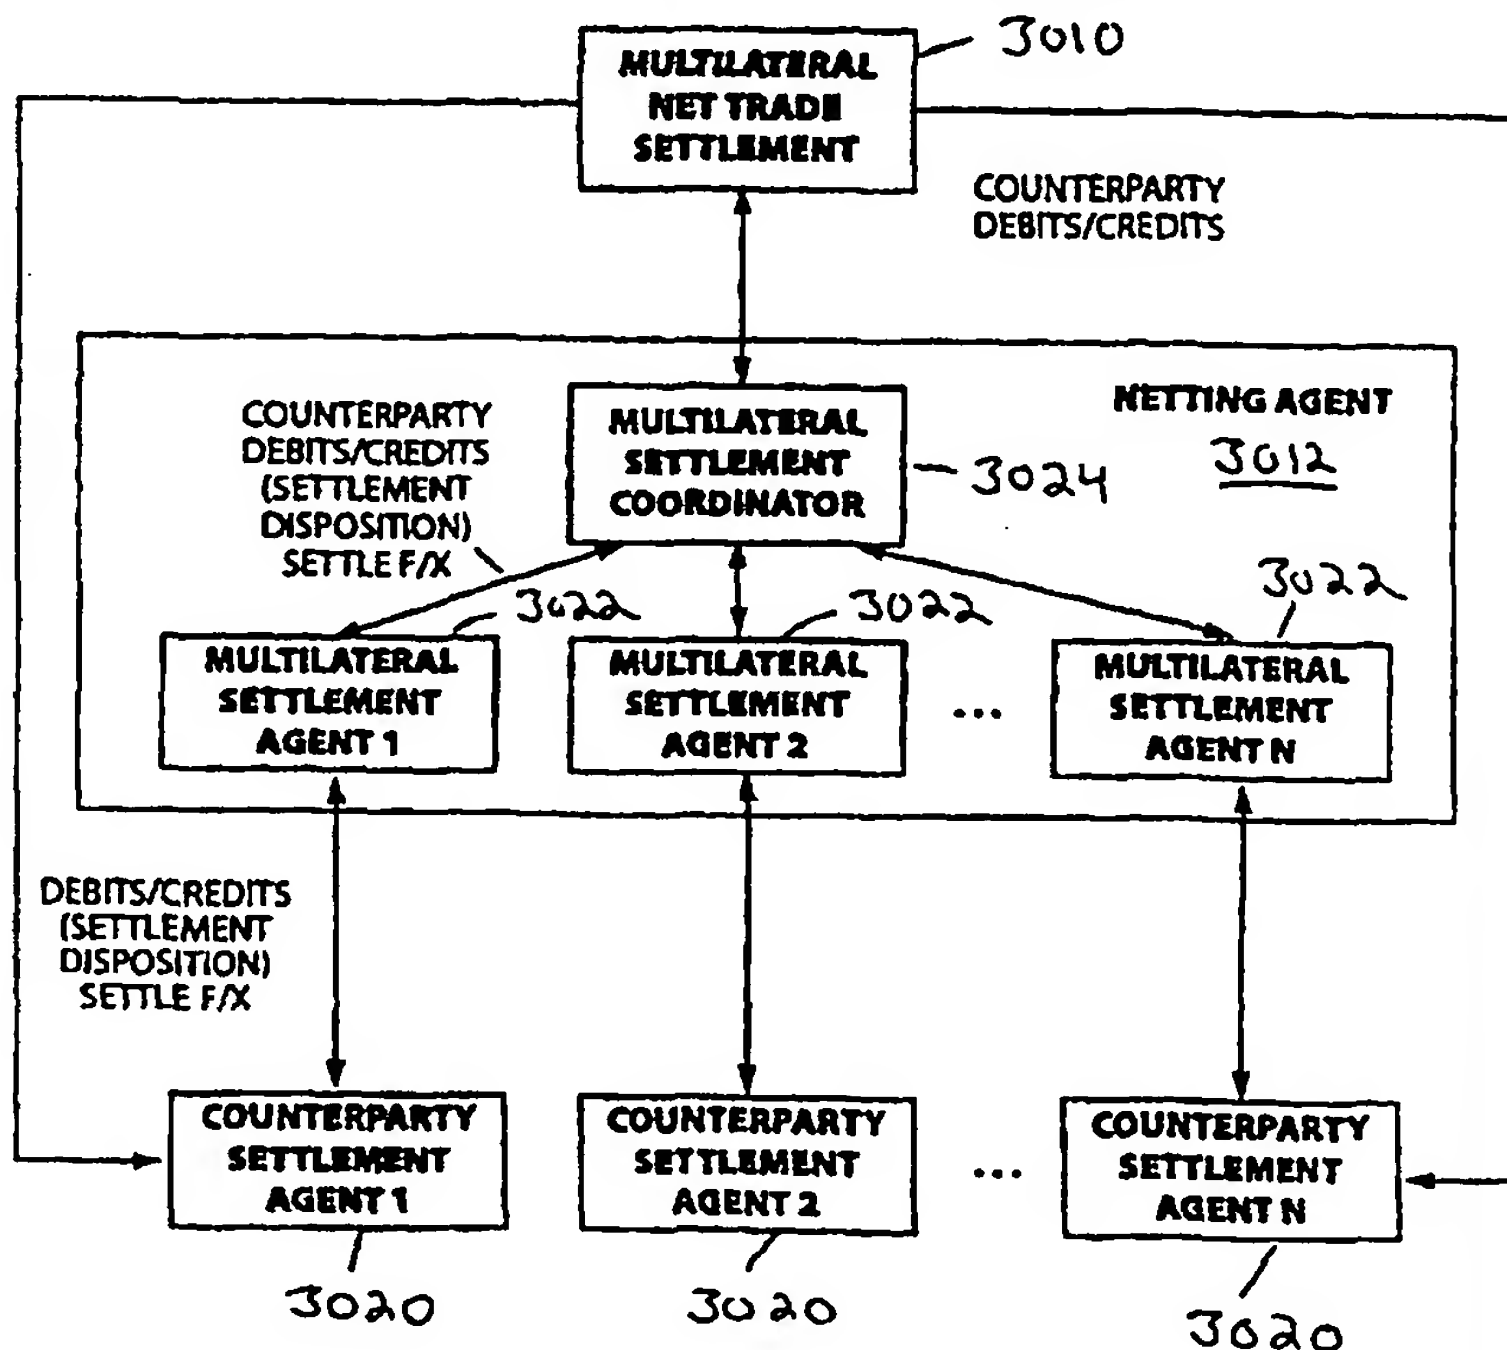 MULTILATERAL
NET TRADE
SETTLEMENT
3010
COUNTERPARTY
DEBITS/CREDITS
NETTING AGENT
3012
COUNTERPARTY
DEBITS/CREDITS
(SETTLEMENT
DISPOSITION)
SETTLE F/X
MULTILATERAL
SETTLEMENT
COORDINATOR
3024
3022
3022
3022
MULTILATERAL
SETTLEMENT
AGENT 1
MULTILATERAL
SETTLEMENT
AGENT 2
...
MULTILATERAL
SETTLEMENT
AGENT N
DEBITS/CREDITS
(SETTLEMENT
DISPOSITION)
SETTLE F/X
COUNTERPARTY
SETTLEMENT
AGENT 1
COUNTERPARTY
SETTLEMENT
AGENT 2
...
COUNTERPARTY
SETTLEMENT
AGENT N
3020
3020
3020